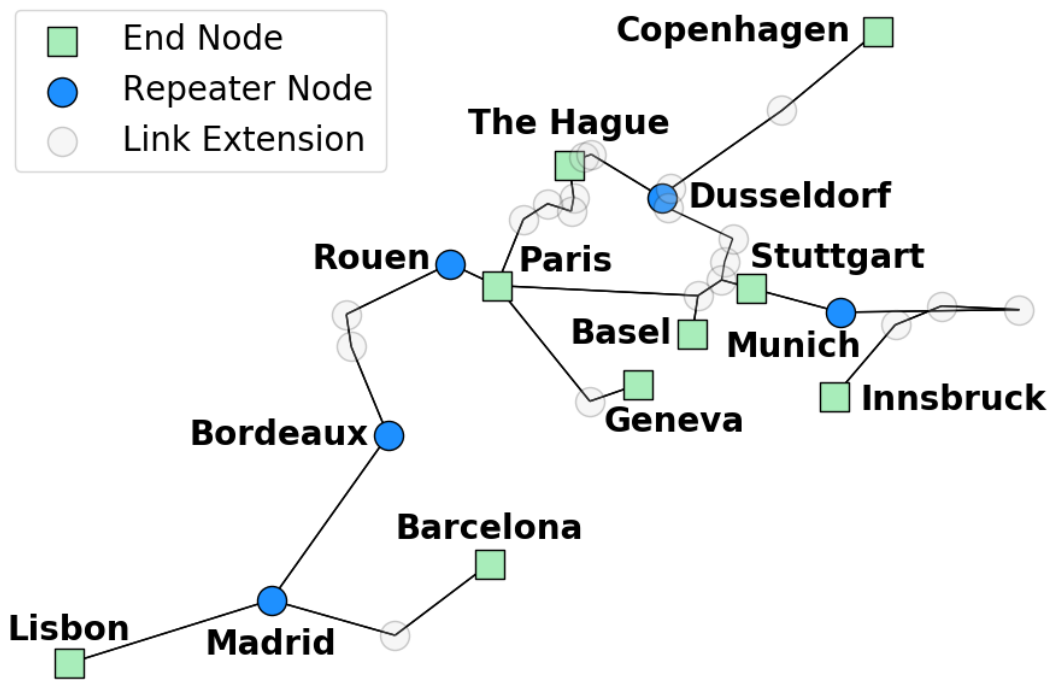 End Node
Repeater Node
Link Extension
Copenhagen
The Hague
Dusseldorf
Rouen
Paris
Stuttgart
Basel
Munich
Geneva
Innsbruck
Bordeaux
Barcelona
Lisbon
Madrid